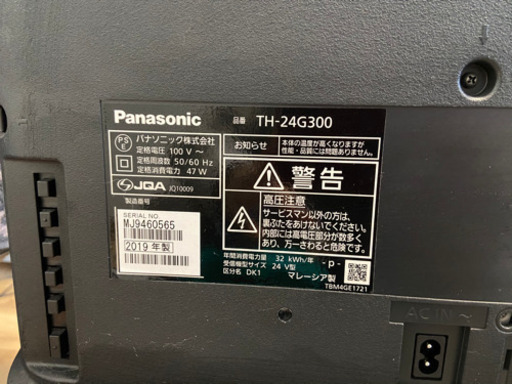 Panasonic
品番 TH-24G300
PS
E
パナソニック株式会社
定格電圧 100 V ～
定格周波数 50/60 Hz
定格消費電力 47 W
JQA JQ10009
製造番号
SERIAL NO.
MJ9460565
2019 年製
お知らせ
本体の温度が高くなりますが
性能・品質には問題ありません。
警告
高圧注意
サービスマン以外の方は、
裏ぶたをあけないでください。
内部には高電圧部分が数多く
あり、万一さわると危険です。
年間消費電力量 32 kWh/年
受信機型サイズ 24 V型
区分名 DK1
-p-
マレーシア製
TBM4GE1721
AC IN ～